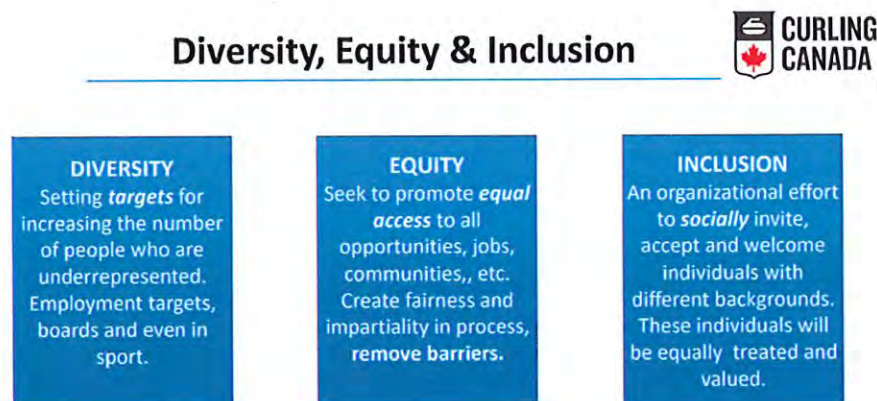 Diversity, Equity & Inclusion
CURLING
CANADA
DIVERSITY
Setting targets for
increasing the number
of people who are
underrepresented.
Employment targets,
boards and even in
sport.
EQUITY
Seek to promote equal
access to all
opportunities, jobs,
communities,, etc.
Create fairness and
impartiality in process,
remove barriers.
INCLUSION
An organizational effort
to socially invite,
accept and welcome
individuals with
different backgrounds.
These individuals will
be equally treated and
valued.